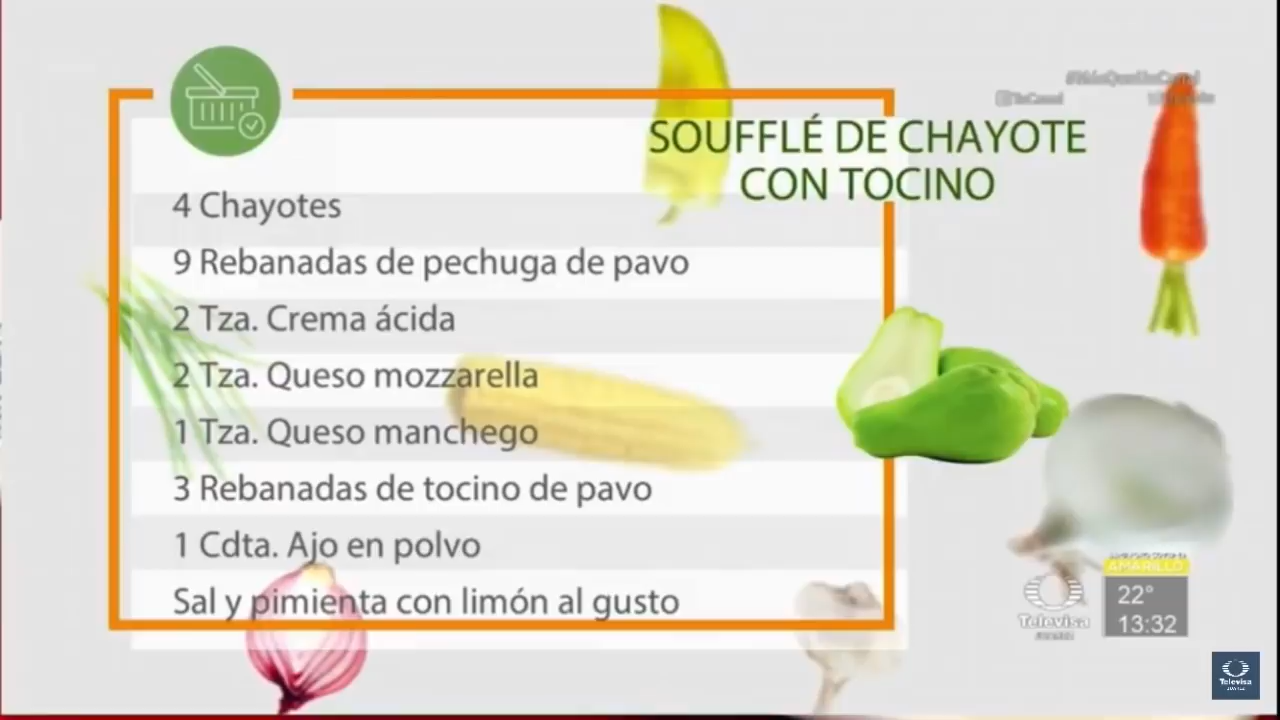 SOUFFLÉ DE CHAYOTE
CON TOCINO
4 Chayotes
9 Rebanadas de pechuga de pavo
2 Tza. Crema ácida
2 Tza. Queso mozzarella
1 Tza. Queso manchego
3 Rebanadas de tocino de pavo
1 Cdta. Ajo en polvo
Sal y pimienta con limón al gusto
AMARILLO
22°
13:32
Televisa
Televisa
JUÁREZ